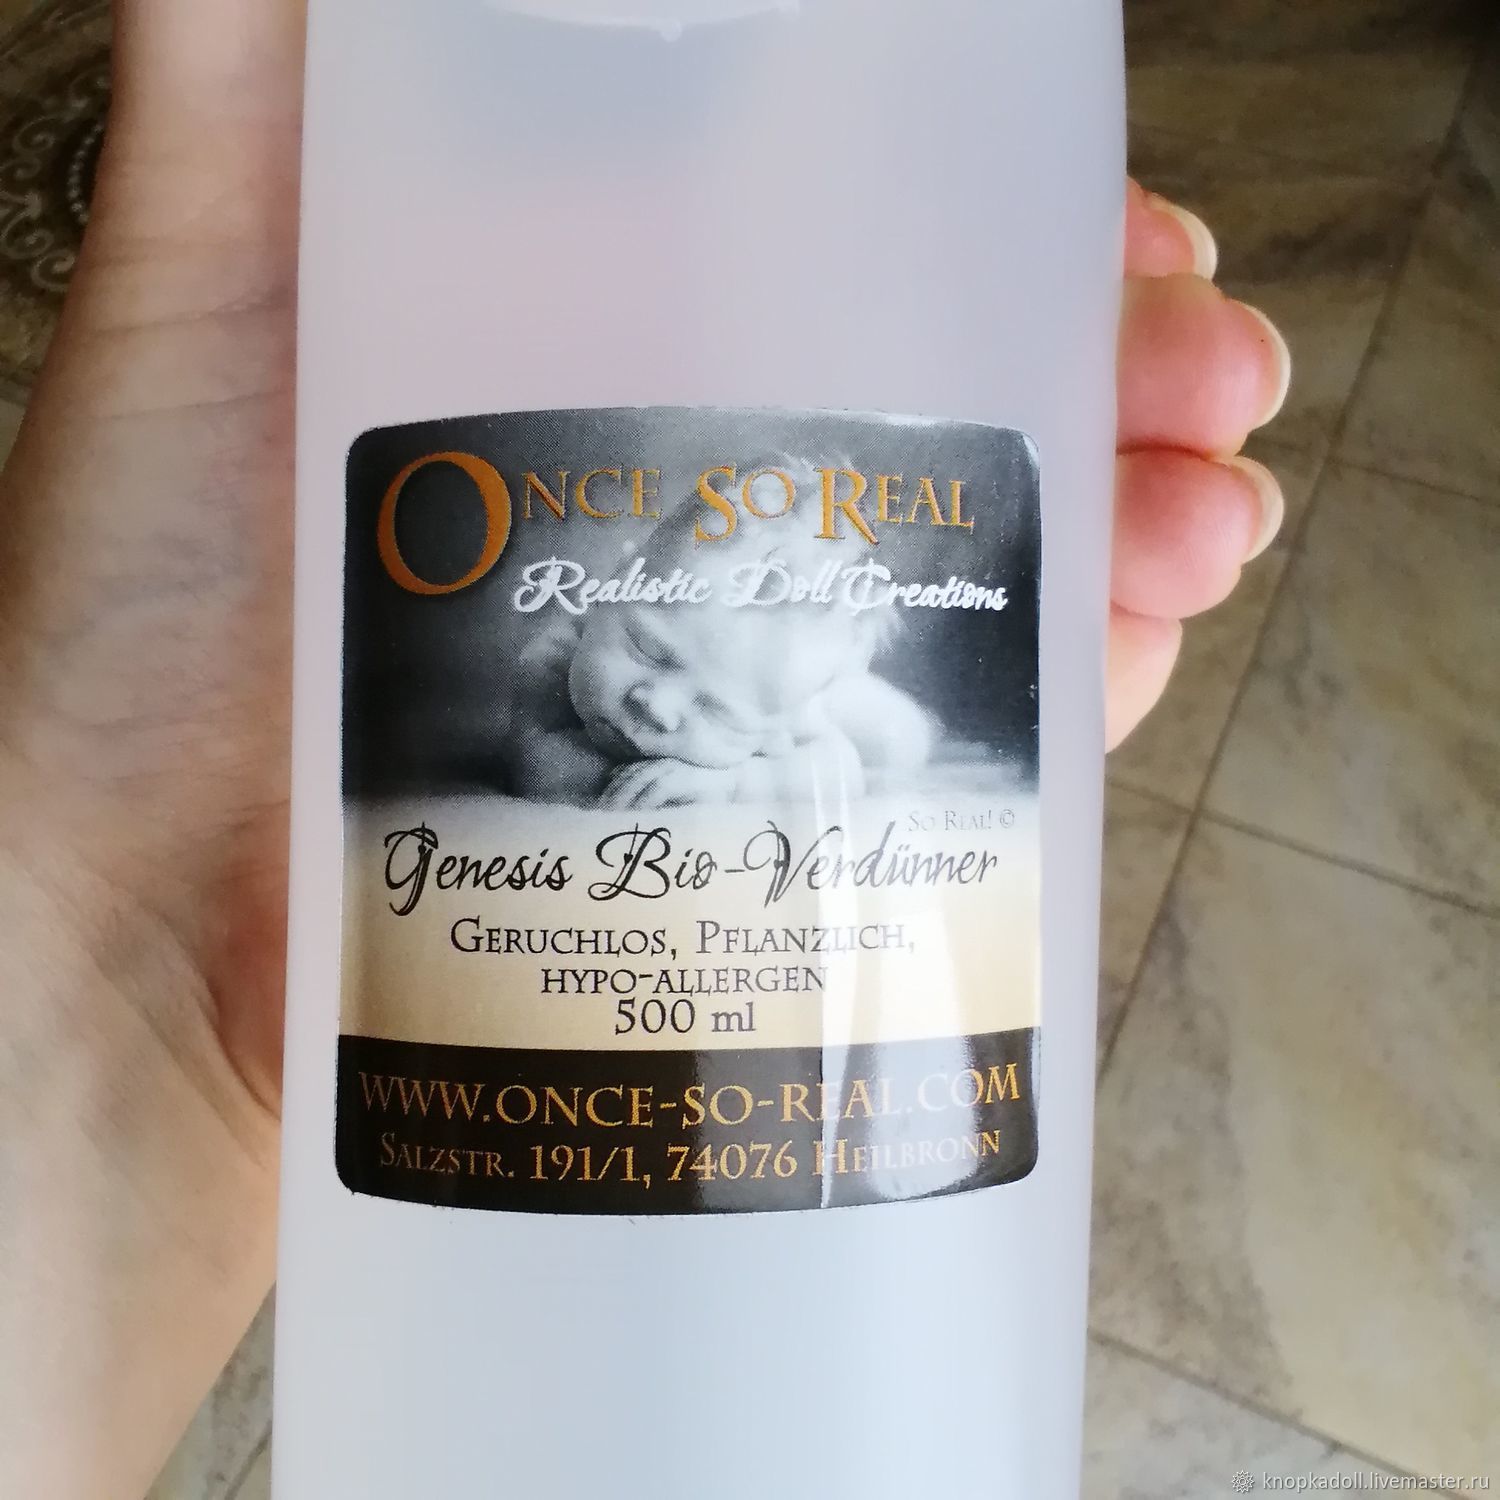 ONCE SO REAL
Realistic Doll Creations
SO REAL! ©
Genesis Bio-Verdünner
GERUCHLOS, PFLANZLICH,
HYPO-ALLERGEN
500 ml
WWW.ONCE-SO-REAL.COM
SALZSTR. 191/1, 74076 HEILBRONN
knopkadoll.livemaster.ru